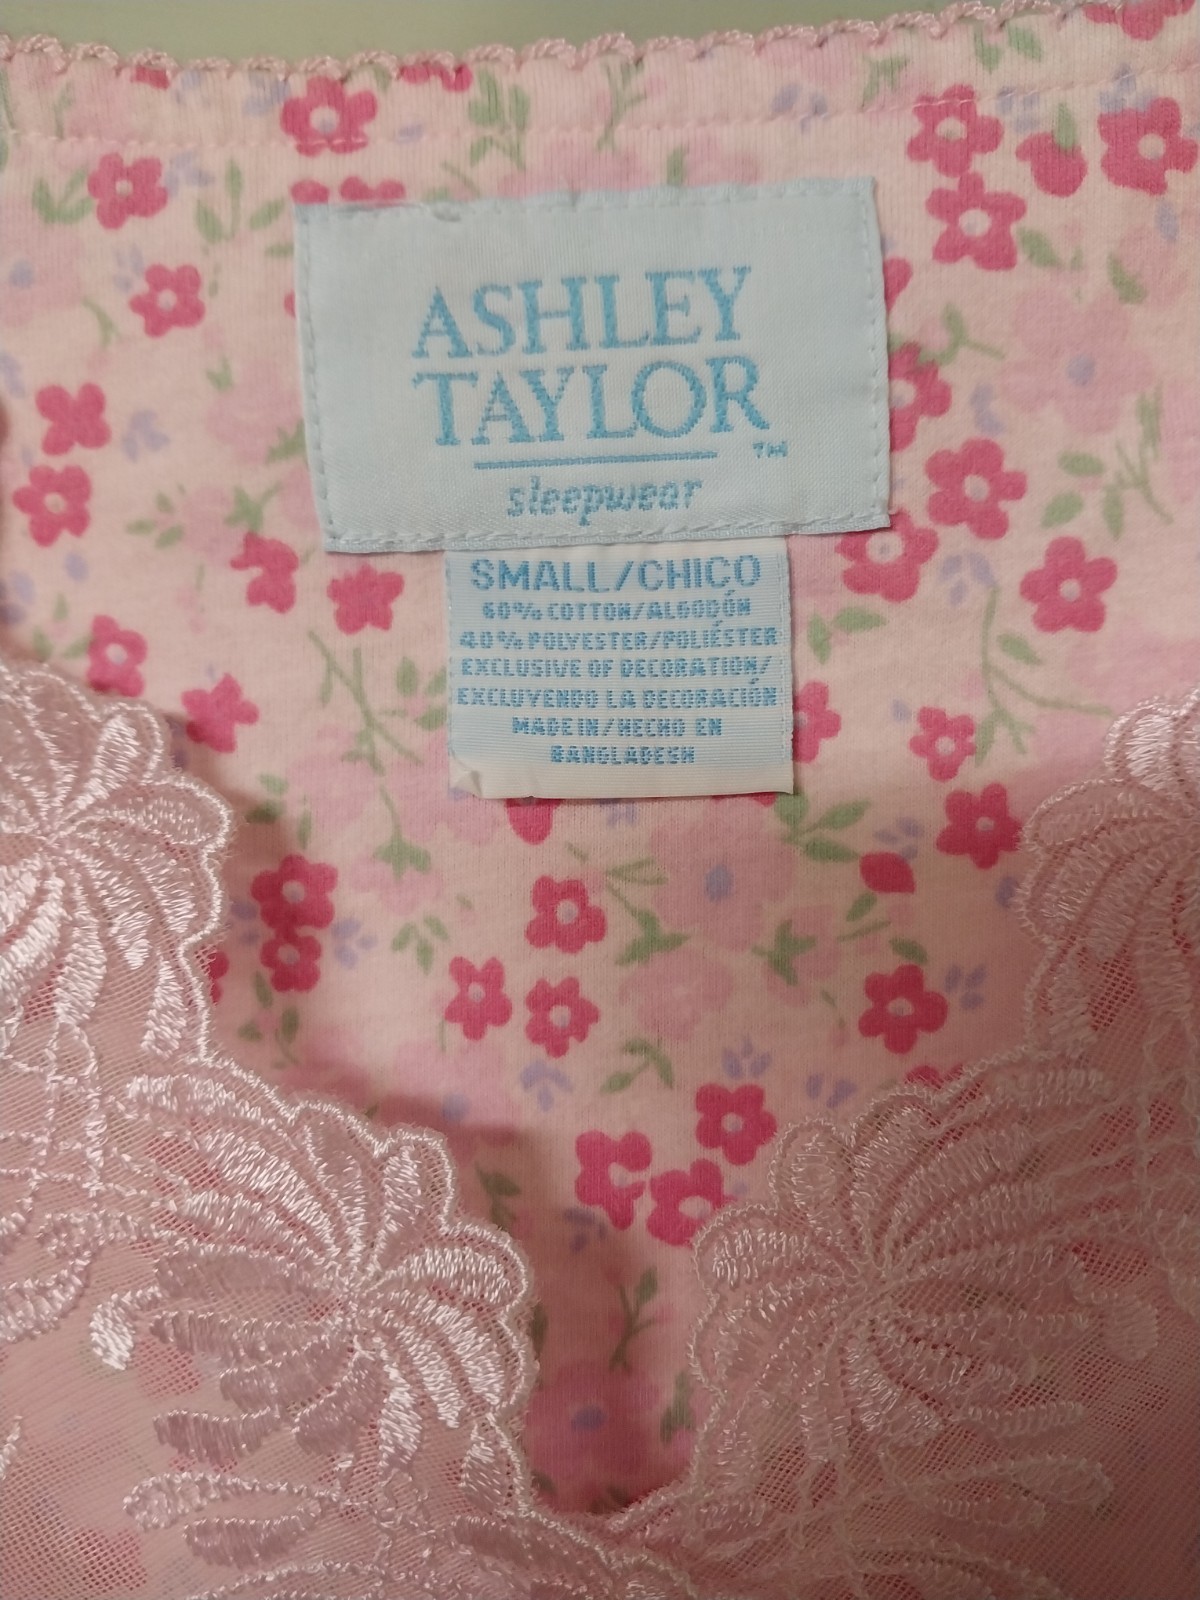 ASHLEY
TAYLOR
™
sleepwear
SMALL/CHICO
60% COTTON/ALGODÓN
40% POLYESTER/POLIÉSTER
EXCLUSIVE OF DECORATION/
EXCLUYENDO LA DECORACIÓN
MADE IN/HECHO EN
BANGLADESH